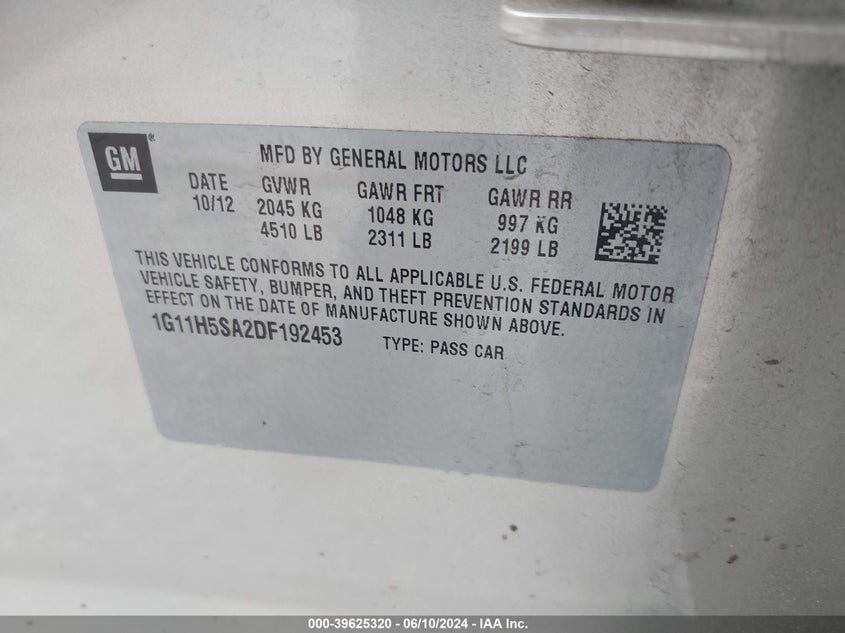 GM®
MFD BY GENERAL MOTORS LLC
DATE GVWR GAWR FRT GAWR RR
10/12 2045 KG 1048 KG 997 KG
4510 LB 2311 LB 2199 LB
THIS VEHICLE CONFORMS TO ALL APPLICABLE U.S. FEDERAL MOTOR
VEHICLE SAFETY, BUMPER, AND THEFT PREVENTION STANDARDS IN
EFFECT ON THE DATE OF MANUFACTURE SHOWN ABOVE.
1G11H5SA2DF192453 TYPE: PASS CAR
000-39625320 - 06/10/2024 - IAA Inc.